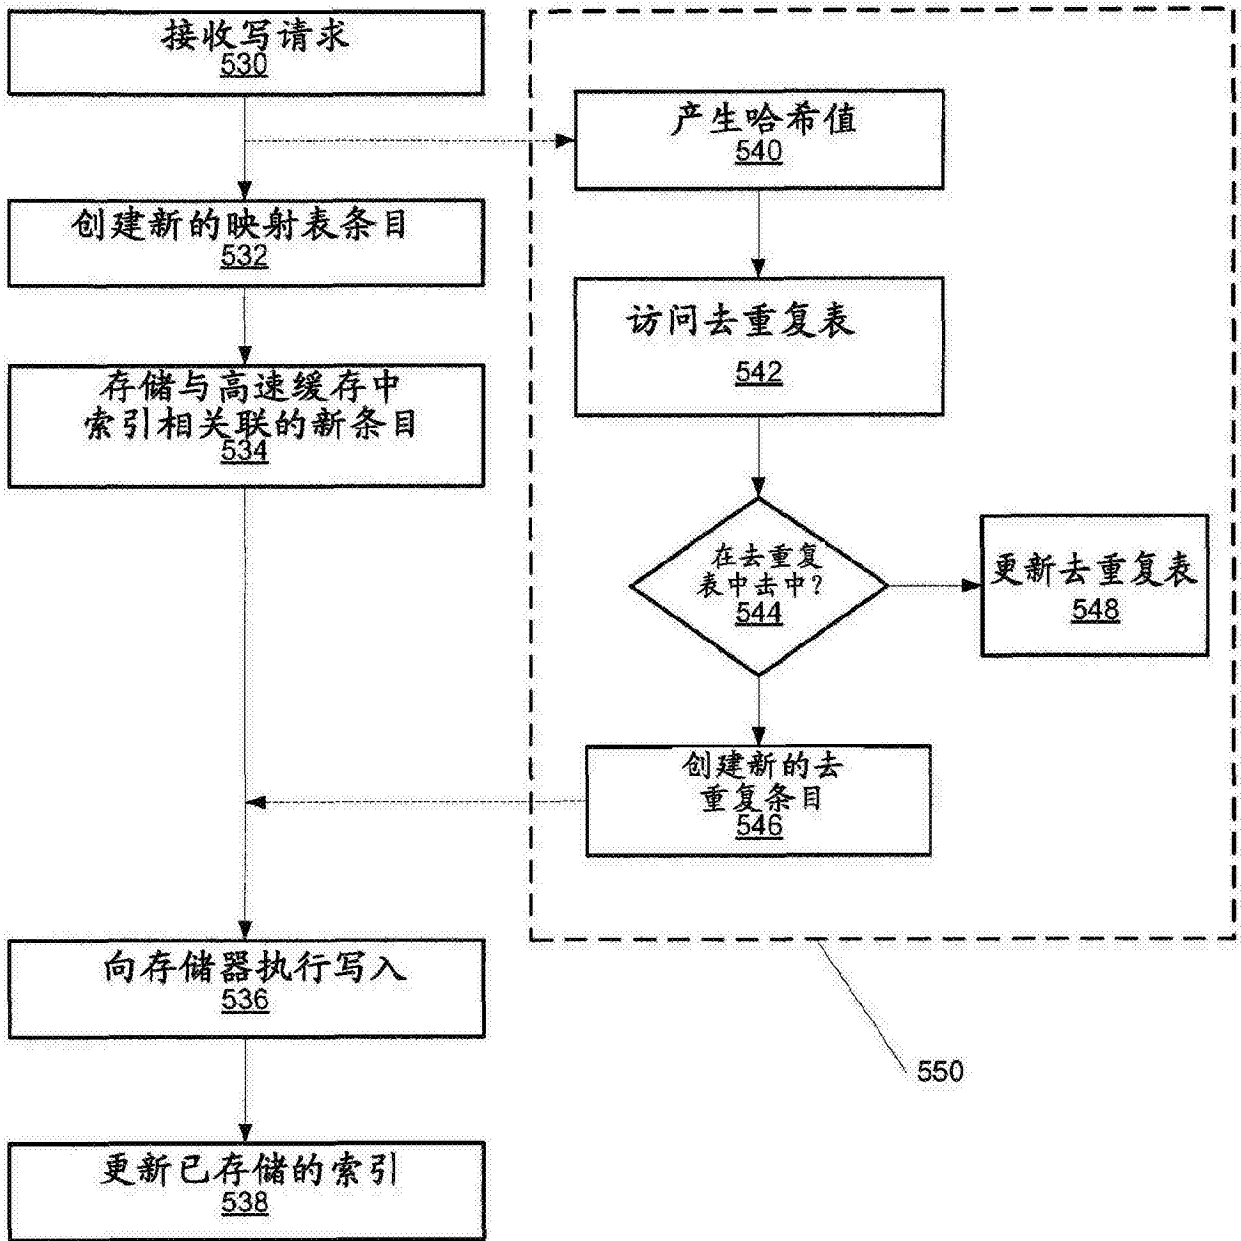 接收写请求
530
创建新的映射表条目
532
存储与高速缓存中
索引相关联的新条目
534
向存储器执行写入
536
更新已存储的索引
538
产生哈希值
540
访问去重复表
542
在去重复
表中击中?
544
更新去重复表
548
创建新的去
重复条目
546
550